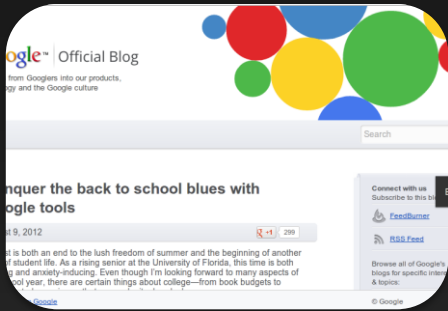 ogle™ Official Blog
from Googlers into our products,
ogy and the Google culture
Search
nquer the back to school blues with
ogle tools
st 9, 2012
+1 299
st is both an end to the lush freedom of summer and the beginning of another
of student life. As a rising senior at the University of Florida, this time is both
g and anxiety-inducing. Even though I'm looking forward to many aspects of
ool year, there are certain things about college—from book budgets to
Connect with us
Subscribe to this blo
FeedBurner
RSS Feed
Browse all of Google's
blogs for specific inter
& topics:
Google
© Google